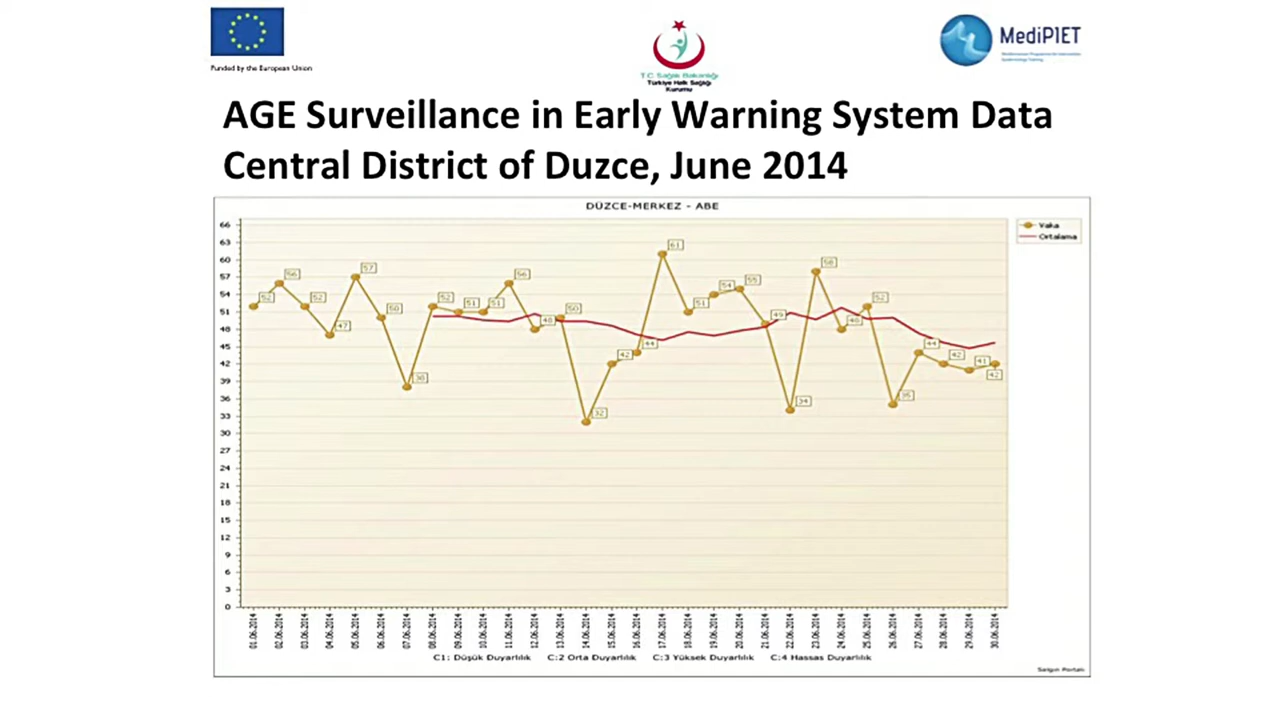 Funded by the European Union
T.C. Sağlık Bakanlığı
Türkiye Halk Sağlığı
Kurumu
MediPIET
AGE Surveillance in Early Warning System Data
Central District of Duzce, June 2014
DÜZCE-MERKEZ - ABE
Vaka
Ortalama
66
63
60
57
54
51
48
45
42
39
36
33
30
27
24
21
18
15
12
9
6
3
0
52 56 52 47 57 50 38 52 51 51 56 48 50 32 42 44 61 51 54 55 49 34 58 48 52 35 44 42 41 42
01.06.2014 02.06.2014 03.06.2014 04.06.2014 05.06.2014 06.06.2014 07.06.2014 08.06.2014 09.06.2014 10.06.2014 11.06.2014 12.06.2014 13.06.2014 14.06.2014 15.06.2014 16.06.2014 17.06.2014 18.06.2014 19.06.2014 20.06.2014 21.06.2014 22.06.2014 23.06.2014 24.06.2014 25.06.2014 26.06.2014 27.06.2014 28.06.2014 29.06.2014 30.06.2014
C1: Düşük Duyarlılık C:2 Orta Duyarlılık C:3 Yüksek Duyarlılık C:4 Hassas Duyarlılık
Salgın Portalı